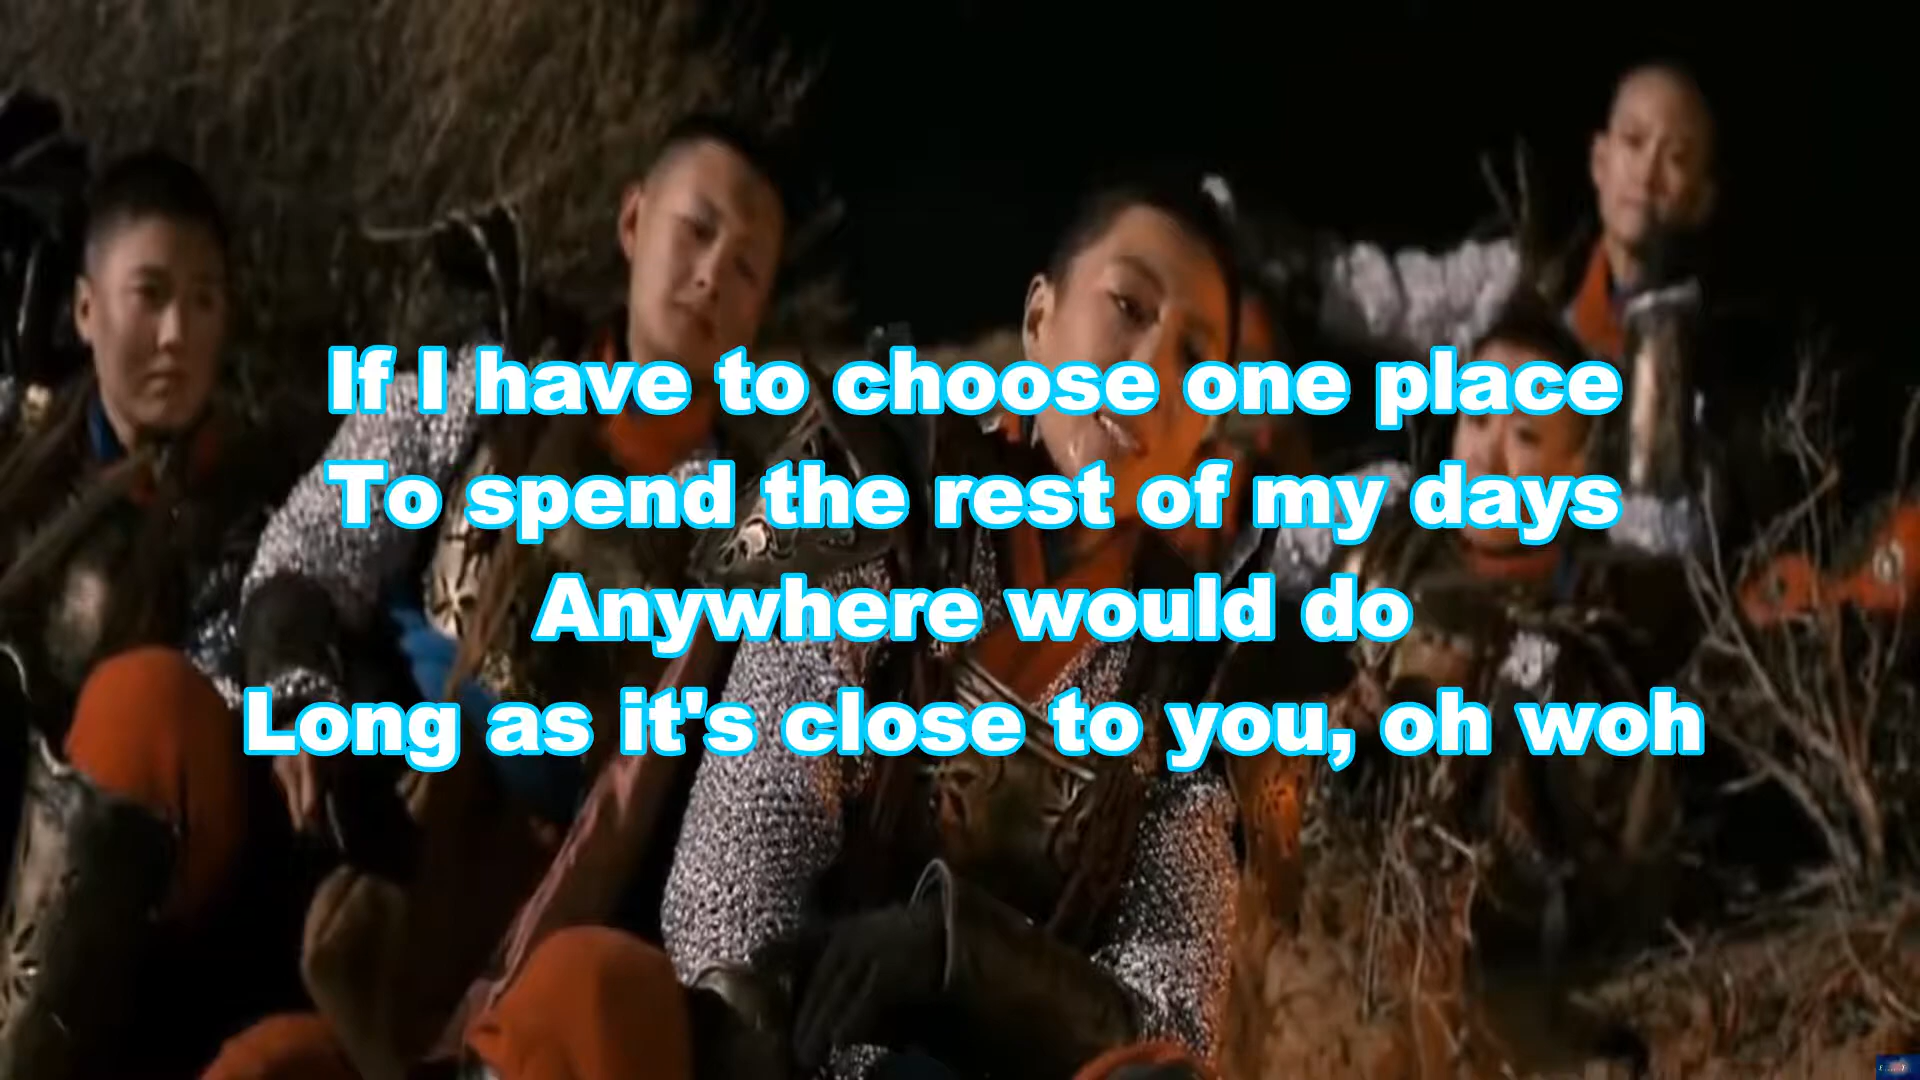 If I have to choose one place
To spend the rest of my days
Anywhere would do
Long as it's close to you, oh woh